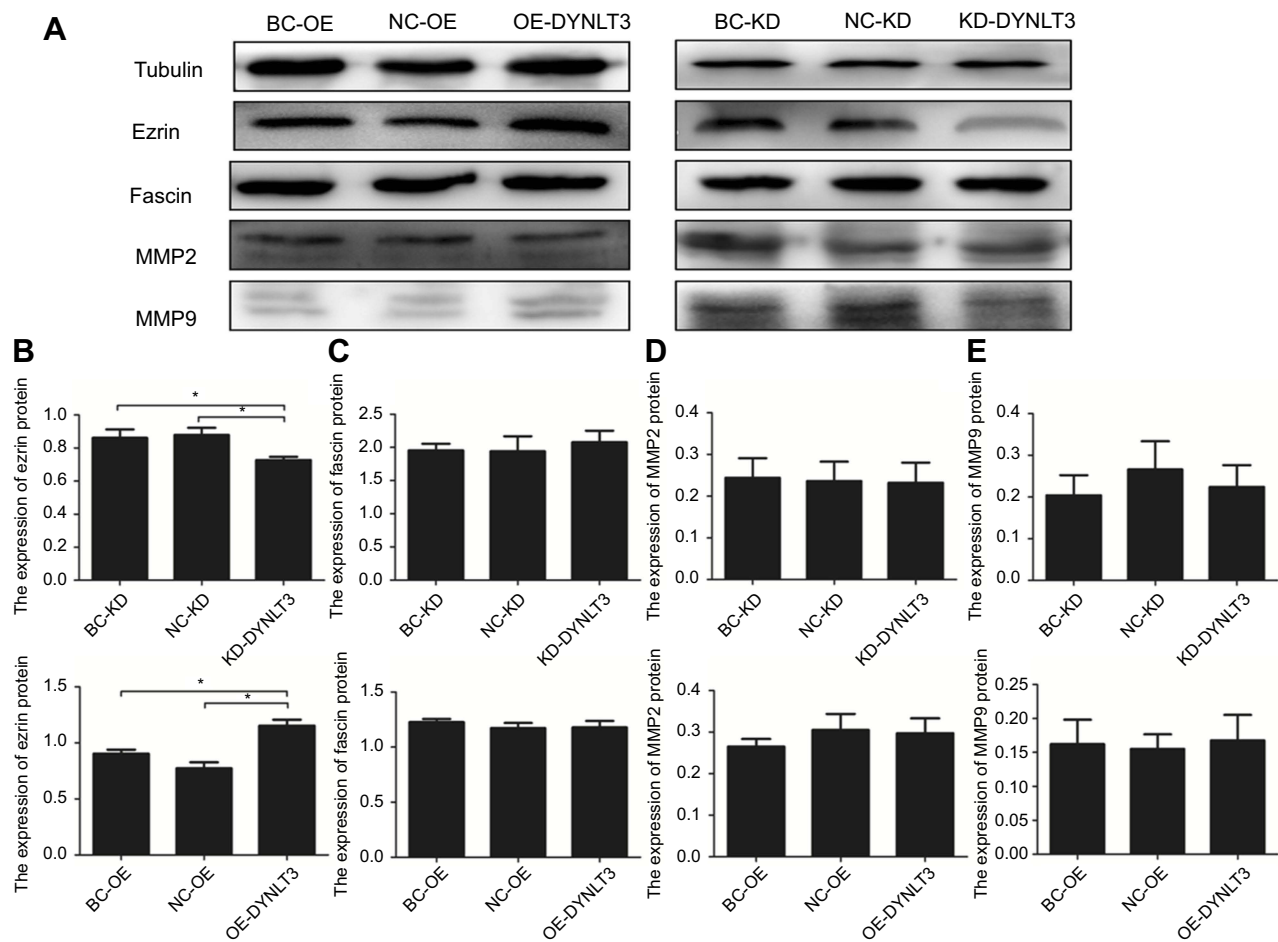 A
BC-OE NC-OE OE-DYNLT3 BC-KD NC-KD KD-DYNLT3
Tubulin
Ezrin
Fascin
MMP2
MMP9
B
The expression of ezrin protein
1.0
0.8
0.6
0.4
0.2
0.0
*
*
BC-KD
NC-KD
KD-DYNLT3
The expression of ezrin protein
1.5
1.0
0.5
0.0
*
*
BC-OE
NC-OE
OE-DYNLT3
C
The expression of fascin protein
2.5
2.0
1.5
1.0
0.5
0.0
BC-KD
NC-KD
KD-DYNLT3
The expression of fascin protein
1.5
1.0
0.5
0.0
BC-OE
NC-OE
OE-DYNLT3
D
The expression of MMP2 protein
0.4
0.3
0.2
0.1
0.0
BC-KD
NC-KD
KD-DYNLT3
The expression of MMP2 protein
0.4
0.3
0.2
0.1
0.0
BC-OE
NC-OE
OE-DYNLT3
E
The expression of MMP9 protein
0.4
0.3
0.2
0.1
0.0
BC-KD
NC-KD
KD-DYNLT3
The expression of MMP9 protein
0.25
0.20
0.15
0.10
0.05
0.00
BC-OE
NC-OE
OE-DYNLT3